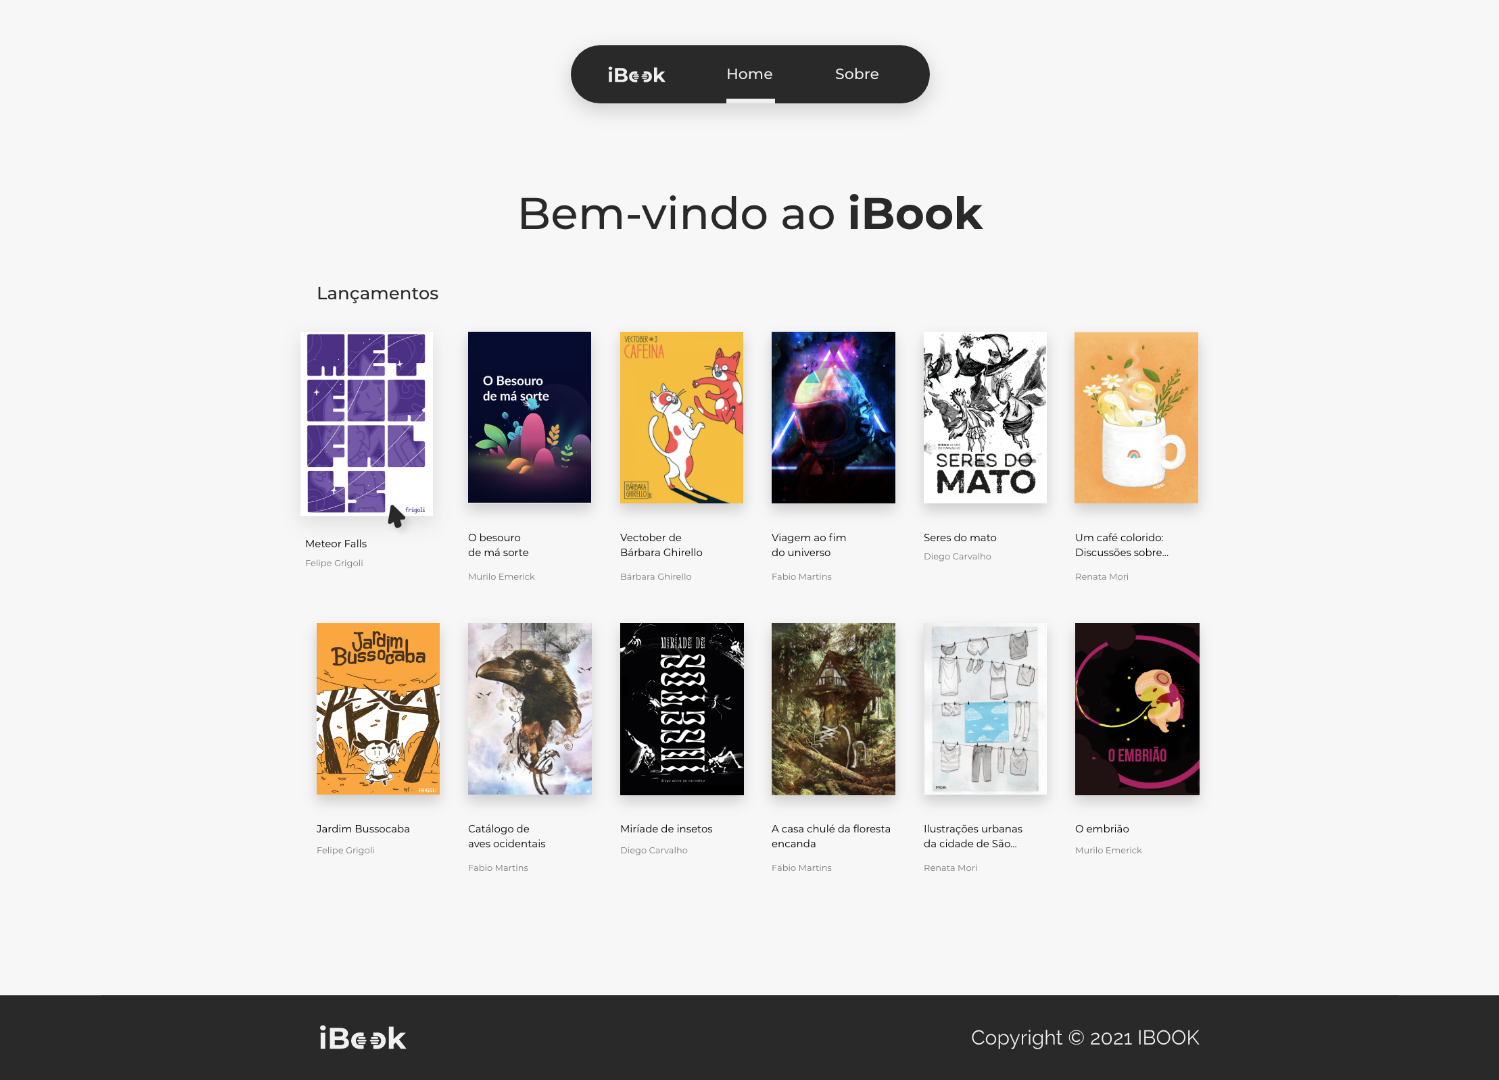 iBook
Home
Sobre
Bem-vindo ao iBook
Lançamentos
METEOR FALLS
frigoli
O Besouro
de má sorte
VECTOBER #3
CAFEINA
BÁRBARA
GHIRELLO
SERES DO
MATO
Meteor Falls
Felipe Grigoli
O besouro
de má sorte
Murilo Emerick
Vectober de
Bárbara Ghirello
Bárbara Ghirello
Viagem ao fim
do universo
Fabio Martins
Seres do mato
Diego Carvalho
Um café colorido:
Discussões sobre...
Renata Mori
Jardim
Bussocaba
MIRÍADE DE
INSETOS
O EMBRIÃO
Jardim Bussocaba
Felipe Grigoli
Catálogo de
aves ocidentais
Fabio Martins
Miríade de insetos
Diego Carvalho
A casa chulé da floresta
encanda
Fabio Martins
Ilustrações urbanas
da cidade de São...
Renata Mori
O embrião
Murilo Emerick
iBook
Copyright © 2021 IBOOK